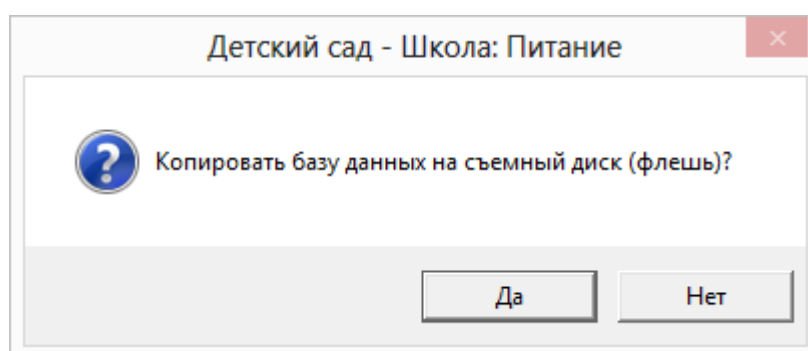 Детский сад - Школа: Питание
Копировать базу данных на съемный диск (флешь)?
Да
Нет